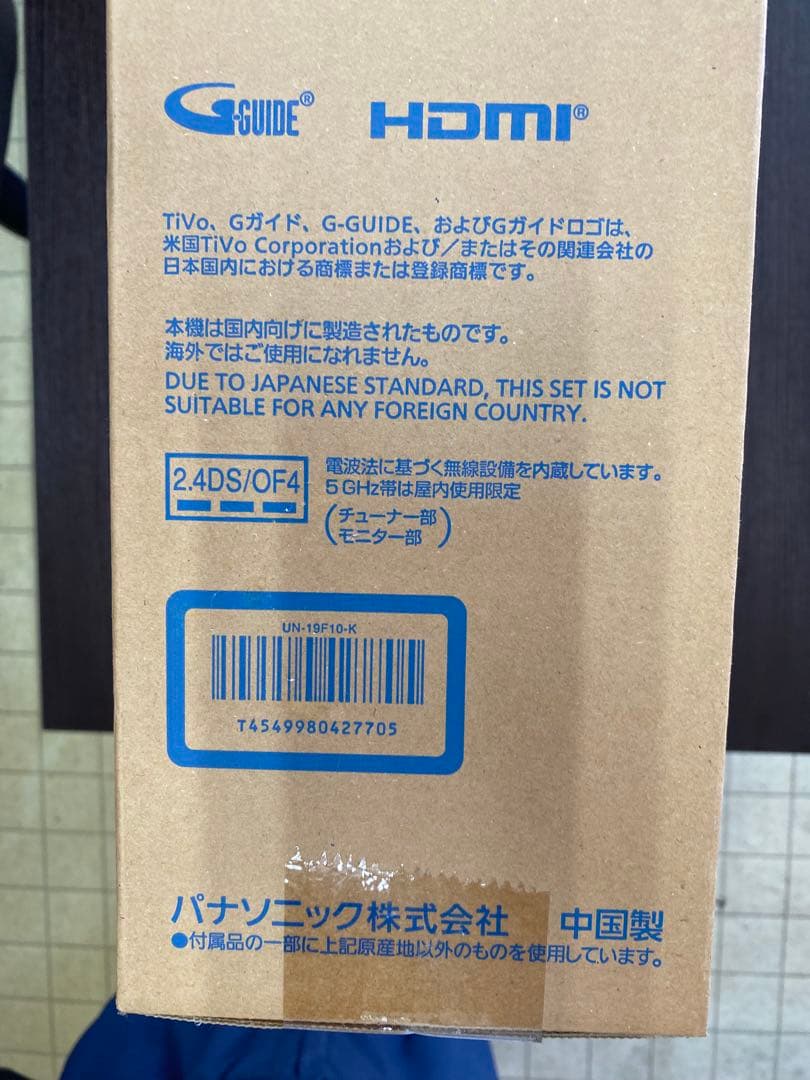 G-GUIDE® HDMI®
TiVo、Gガイド、G-GUIDE、およびGガイドロゴは、
米国TiVo Corporationおよび／またはその関連会社の
日本国内における商標または登録商標です。
本機は国内向けに製造されたものです。
海外ではご使用になれません。
DUE TO JAPANESE STANDARD, THIS SET IS NOT
SUITABLE FOR ANY FOREIGN COUNTRY.
2.4DS/OF4
電波法に基づく無線設備を内蔵しています。
5GHz帯は屋内使用限定
(チューナー部
モニター部)
UN-19F10-K
T4549980427705
パナソニック株式会社 中国製
●付属品の一部に上記原産地以外のものを使用しています。